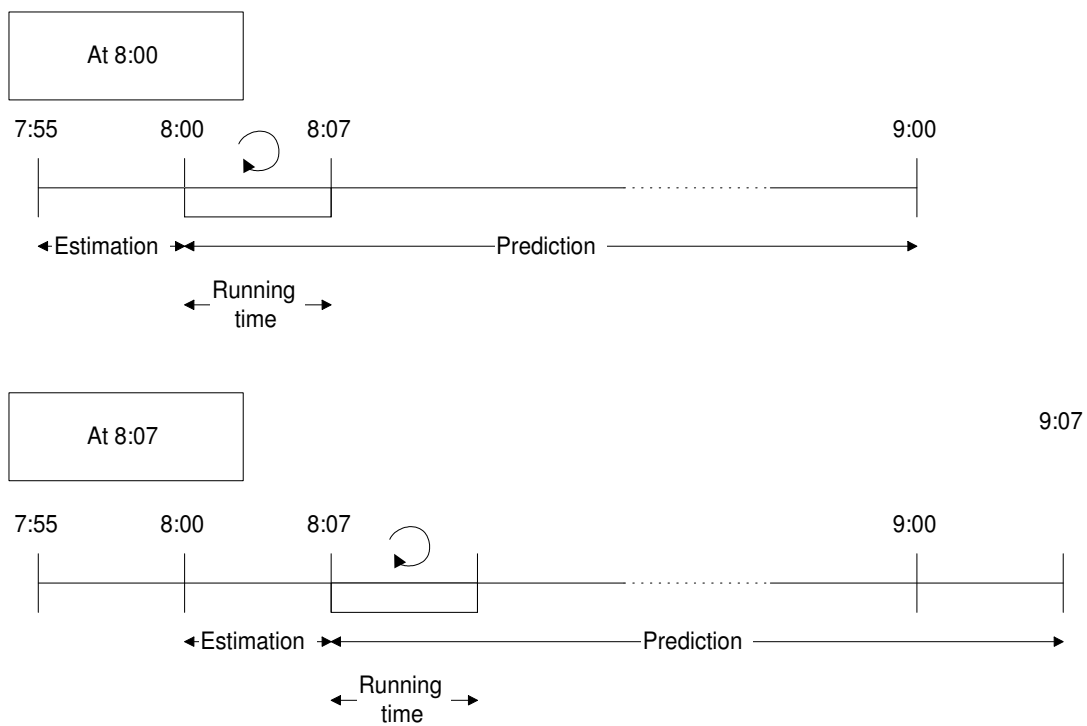 At 8:00
7:55 8:00 8:07 9:00
Estimation Prediction
Running
time
At 8:07
9:07
7:55 8:00 8:07 9:00
Estimation Prediction
Running
time